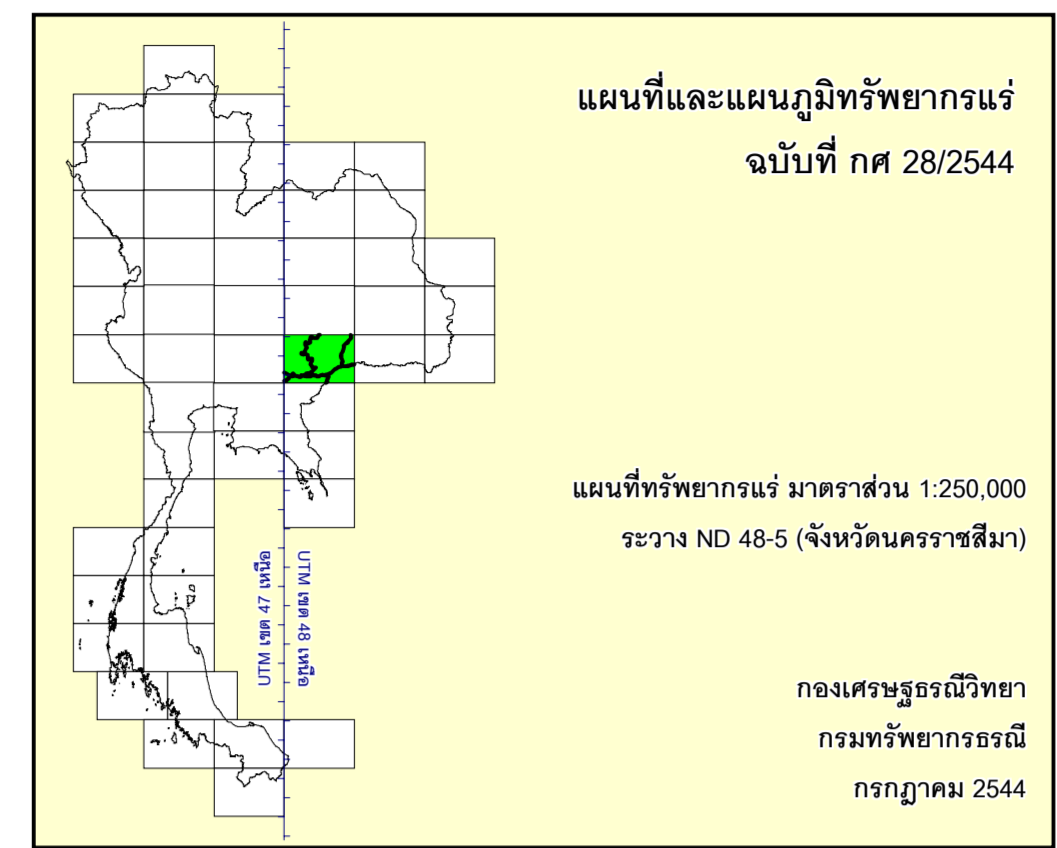 แผนที่และแผนภูมิทรัพยากรแร่
ฉบับที่ กศ 28/2544
แผนที่ทรัพยากรแร่ มาตราส่วน 1:250,000
ระวาง ND 48-5 (จังหวัดนครราชสีมา)
UTM เขต 47 เหนือ
UTM เขต 48 เหนือ
กองเศรษฐธรณีวิทยา
กรมทรัพยากรธรณี
กรกฎาคม 2544